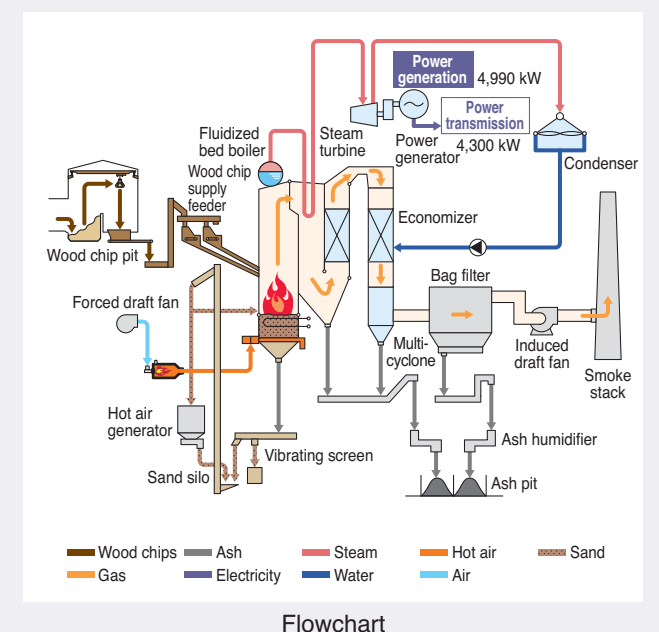 Power
generation
4,990 kW
Power
transmission
4,300 kW
Fluidized
bed boiler
Steam
turbine
Power
generator
Condenser
Wood chip
supply
feeder
Economizer
Wood chip pit
Bag filter
Forced draft fan
Multi-
cyclone
Induced
draft fan
Smoke
stack
Hot air
generator
Ash humidifier
Vibrating screen
Sand silo
Ash pit
Wood chips
Ash
Steam
Hot air
Sand
Gas
Electricity
Water
Air
Flowchart